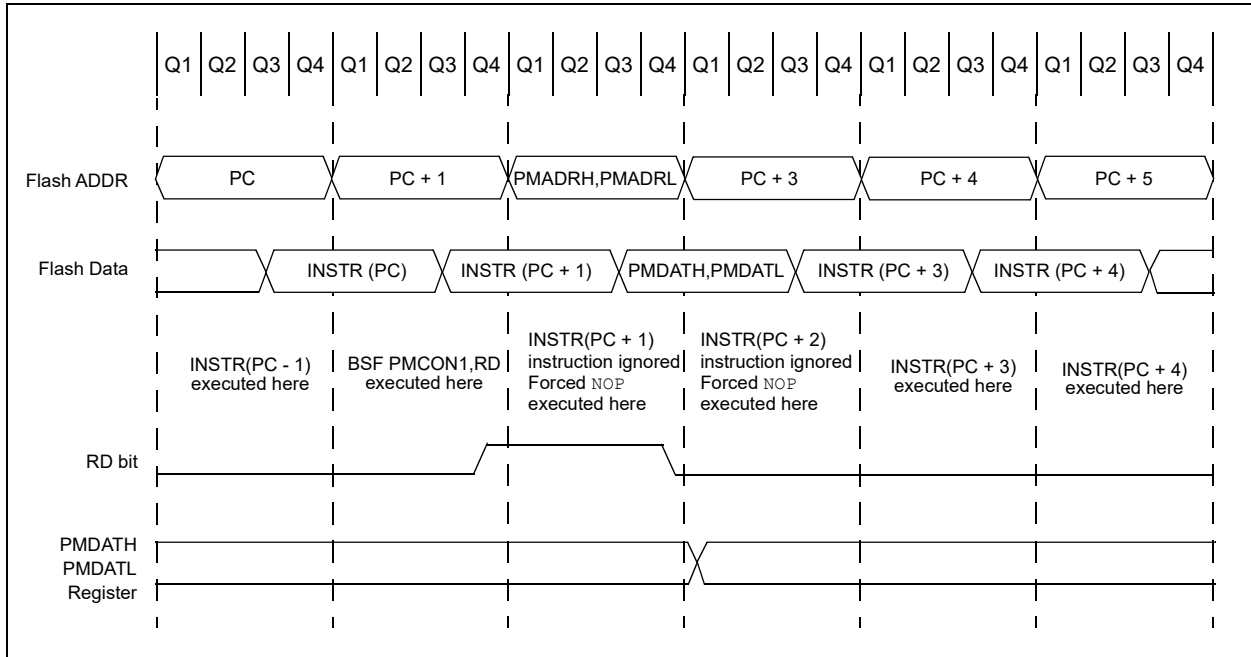 Q1 Q2 Q3 Q4 Q1 Q2 Q3 Q4 Q1 Q2 Q3 Q4 Q1 Q2 Q3 Q4 Q1 Q2 Q3 Q4 Q1 Q2 Q3 Q4
Flash ADDR PC PC + 1 PMADRH,PMADRL PC + 3 PC + 4 PC + 5
Flash Data INSTR (PC) INSTR (PC + 1) PMDATH,PMDATL INSTR (PC + 3) INSTR (PC + 4)
INSTR(PC - 1)
executed here
BSF PMCON1,RD
executed here
INSTR(PC + 1)
instruction ignored
Forced NOP
executed here
INSTR(PC + 2)
instruction ignored
Forced NOP
executed here
INSTR(PC + 3)
executed here
INSTR(PC + 4)
executed here
RD bit
PMDATH
PMDATL
Register